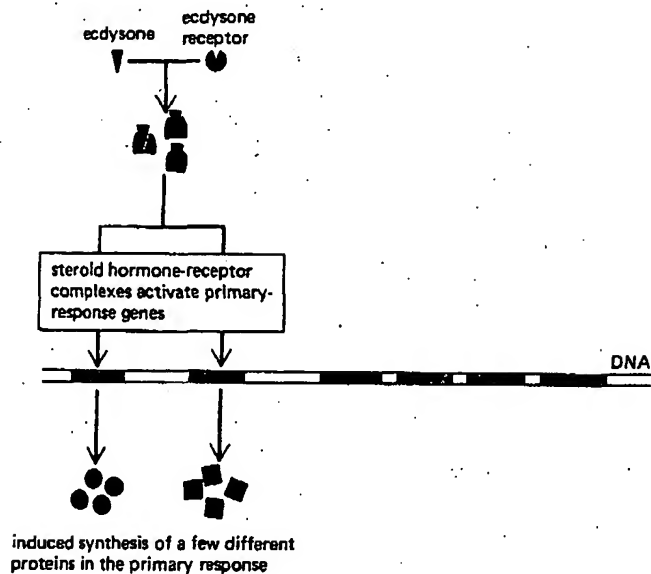 ecdysone
ecdysone
receptor
steroid hormone-receptor
complexes activate primary-
response genes
DNA
induced synthesis of a few different
proteins in the primary response